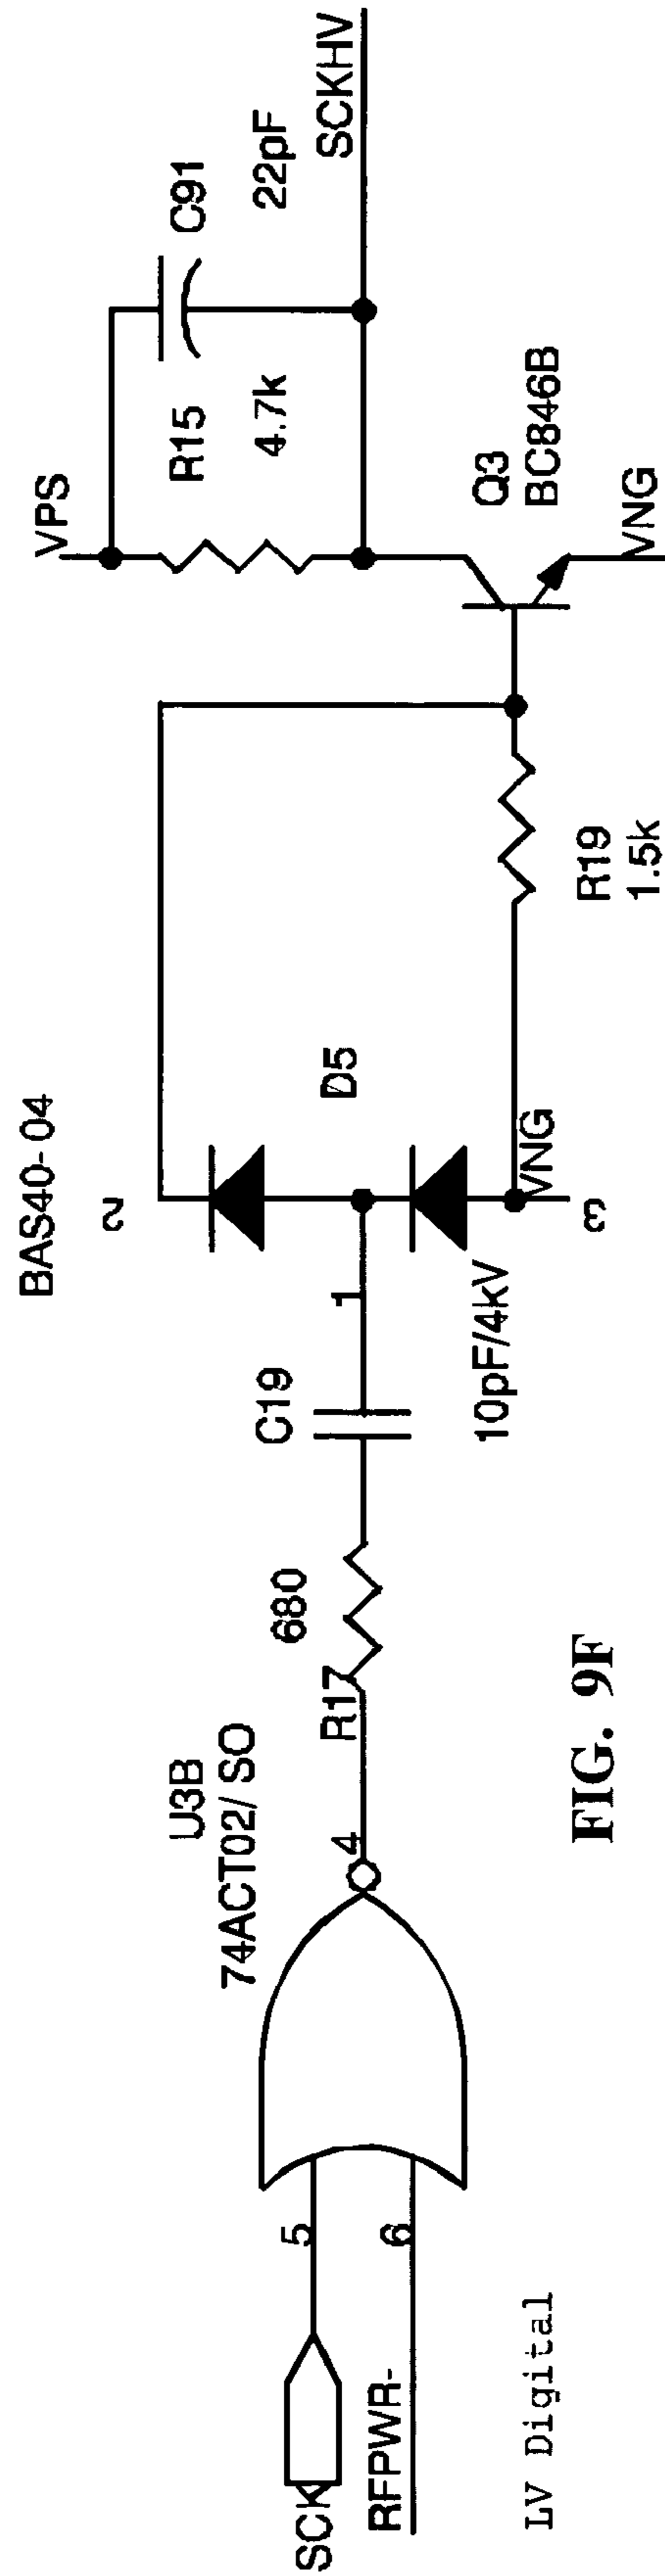 SCK
RFPWR-
LV Digital
5
6
U3B
74ACT02/SO
4
R17
680
C19
10pF/4kV
1
BAS40-04
2
D5
VNG
3
R19
1.5k
VPS
R15
4.7k
C91
22pF
SCKHV
Q3
BC846B
VNG
FIG. 9F